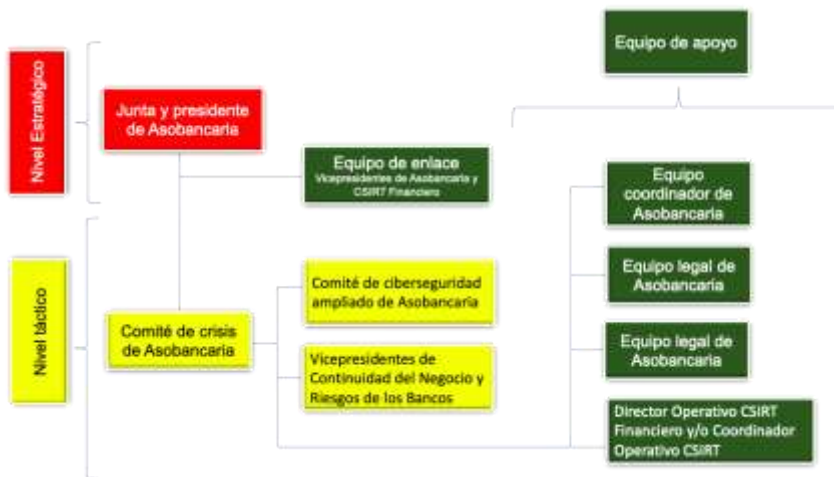 Nivel Estratégico
Junta y presidente
de Asobancaria
Equipo de enlace
Vicepresidentes de Asobancaria y
CSIRT Financiero
Nivel táctico
Comité de crisis
de Asobancaria
Comité de ciberseguridad
ampliado de Asobancaria
Vicepresidentes de
Continuidad del Negocio y
Riesgos de los Bancos
Equipo de apoyo
Equipo
coordinador de
Asobancaria
Equipo legal de
Asobancaria
Equipo legal de
Asobancaria
Director Operativo CSIRT
Financiero y/o Coordinador
Operativo CSIRT